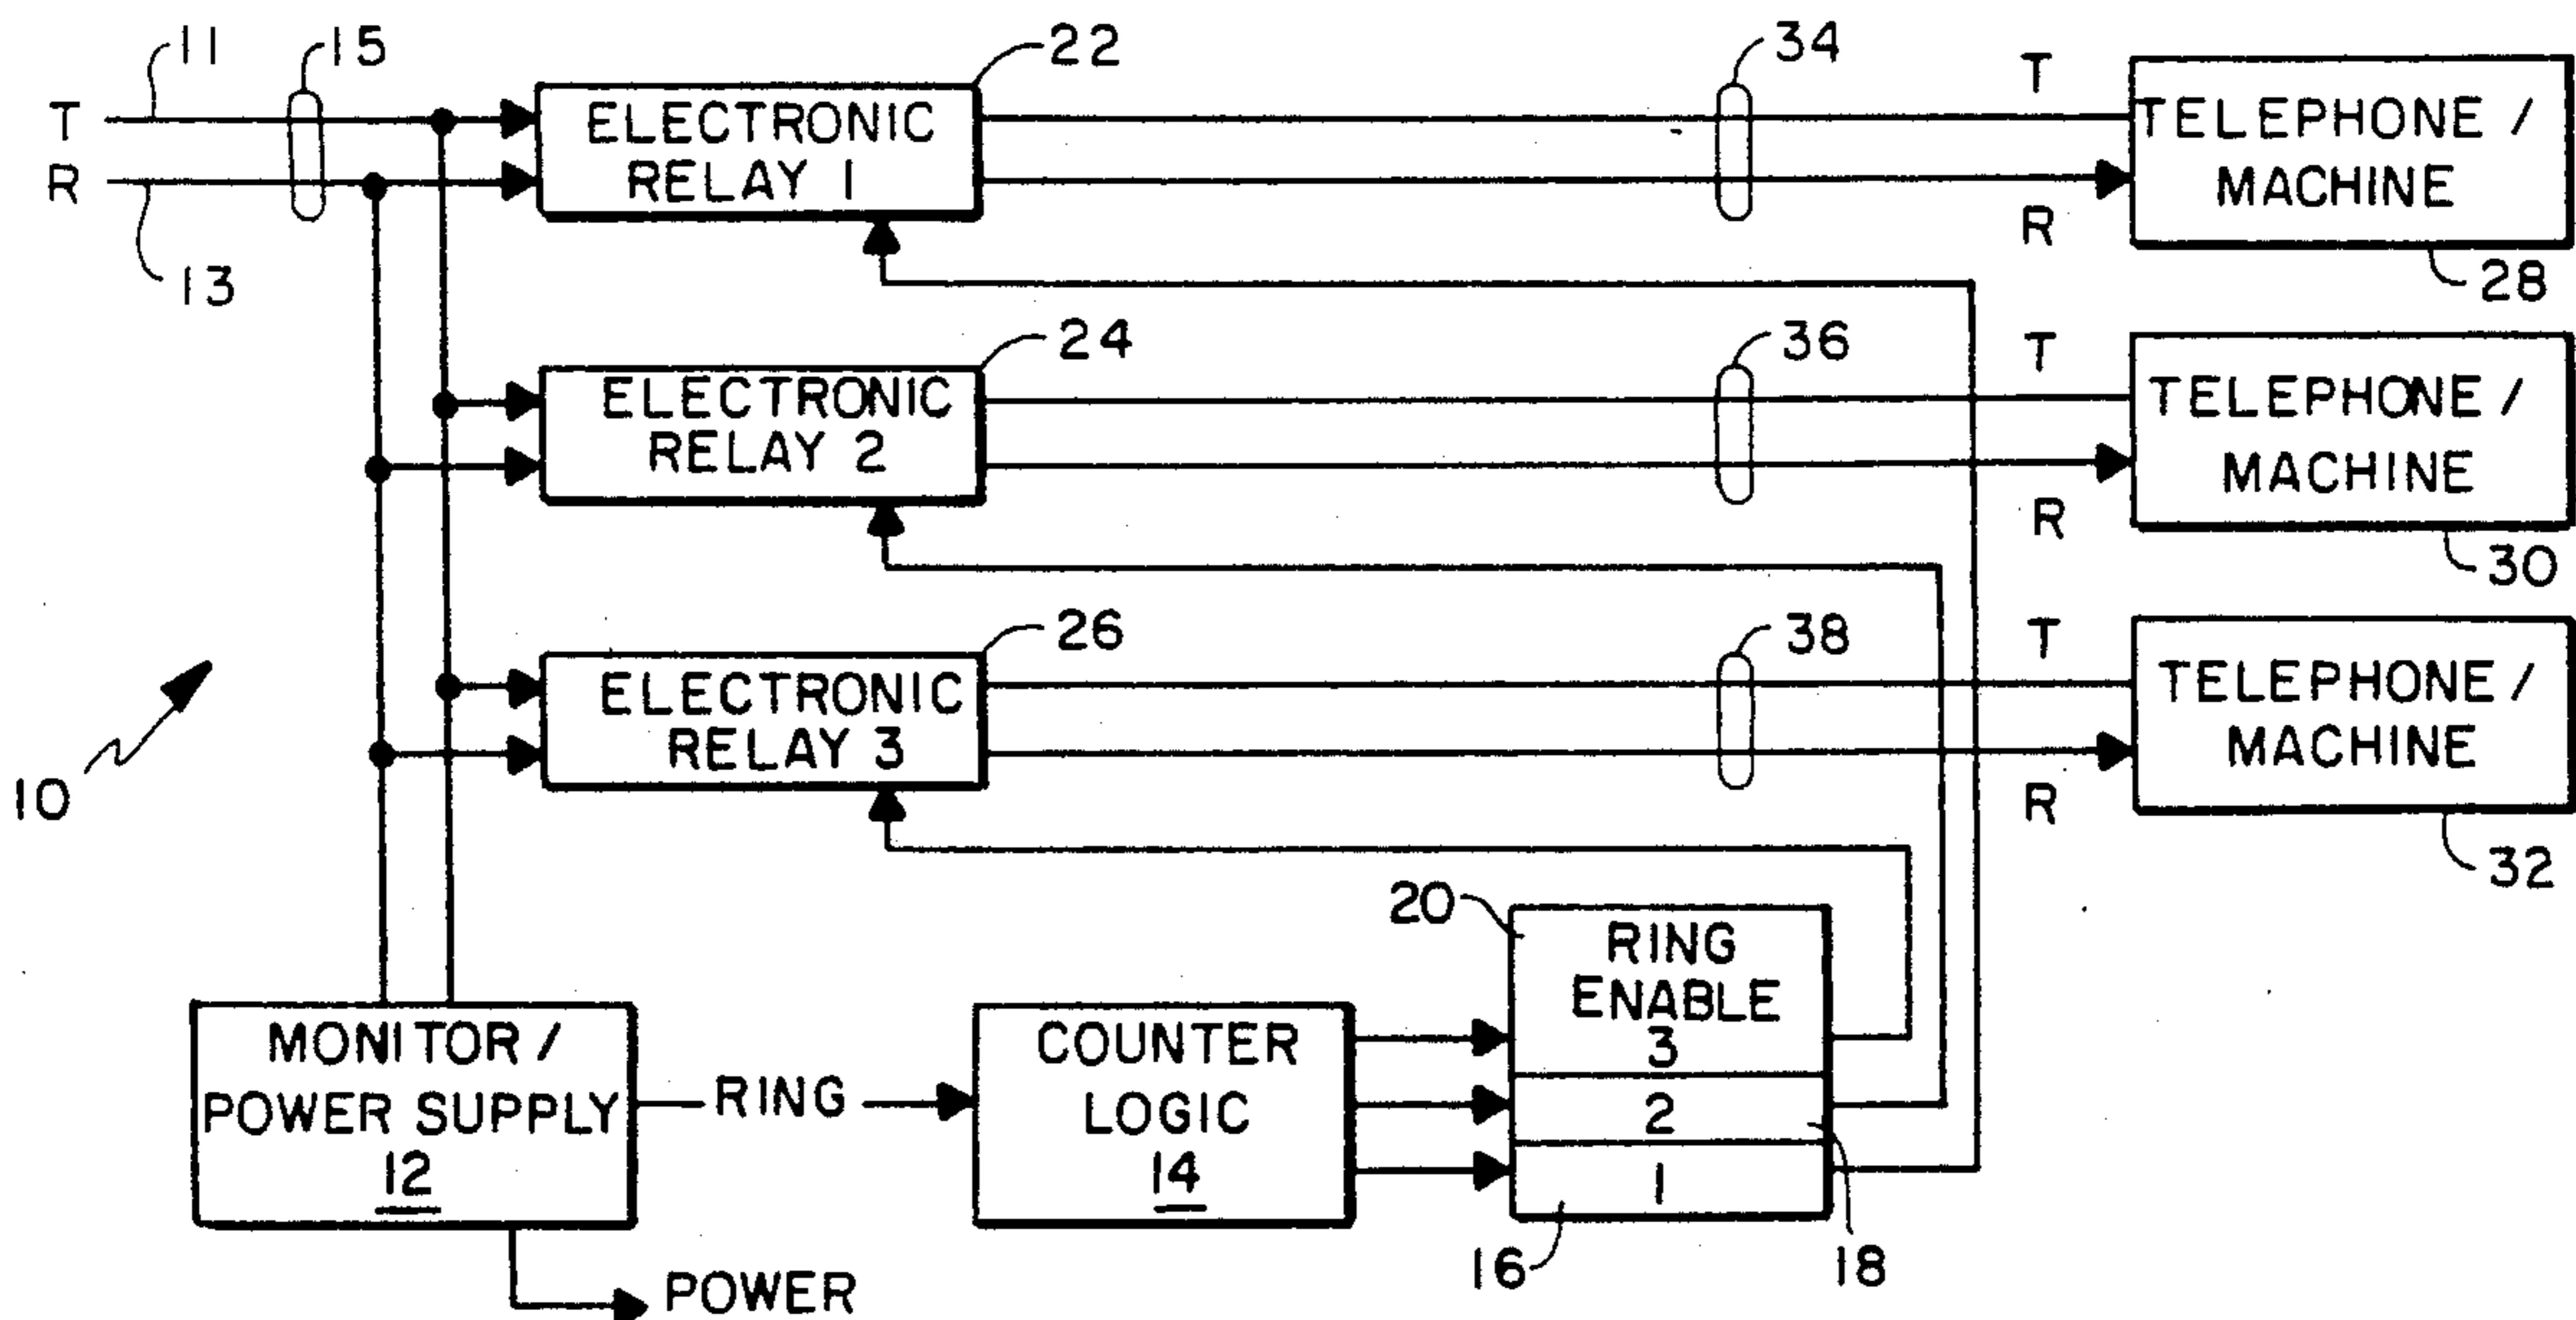 11
15
22
34
T
T
ELECTRONIC
RELAY 1
TELEPHONE /
MACHINE
R
R
13
28
24
36
T
ELECTRONIC
RELAY 2
TELEPHONE /
MACHINE
R
30
26
38
T
ELECTRONIC
RELAY 3
TELEPHONE /
MACHINE
10
R
32
20
RING
ENABLE
3
2
1
MONITOR /
POWER SUPPLY
12
RING
COUNTER
LOGIC
14
16
18
POWER